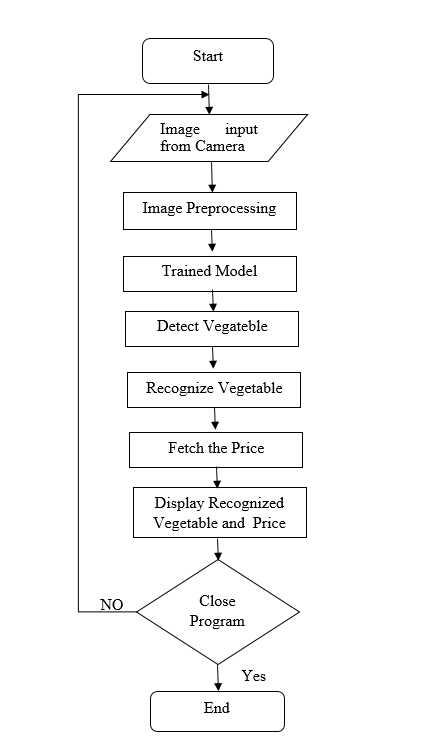 Start
Image input
from Camera
Image Preprocessing
Trained Model
Detect Vegateble
Recognize Vegetable
Fetch the Price
Display Recognized
Vegetable and Price
Close
Program
NO
Yes
End